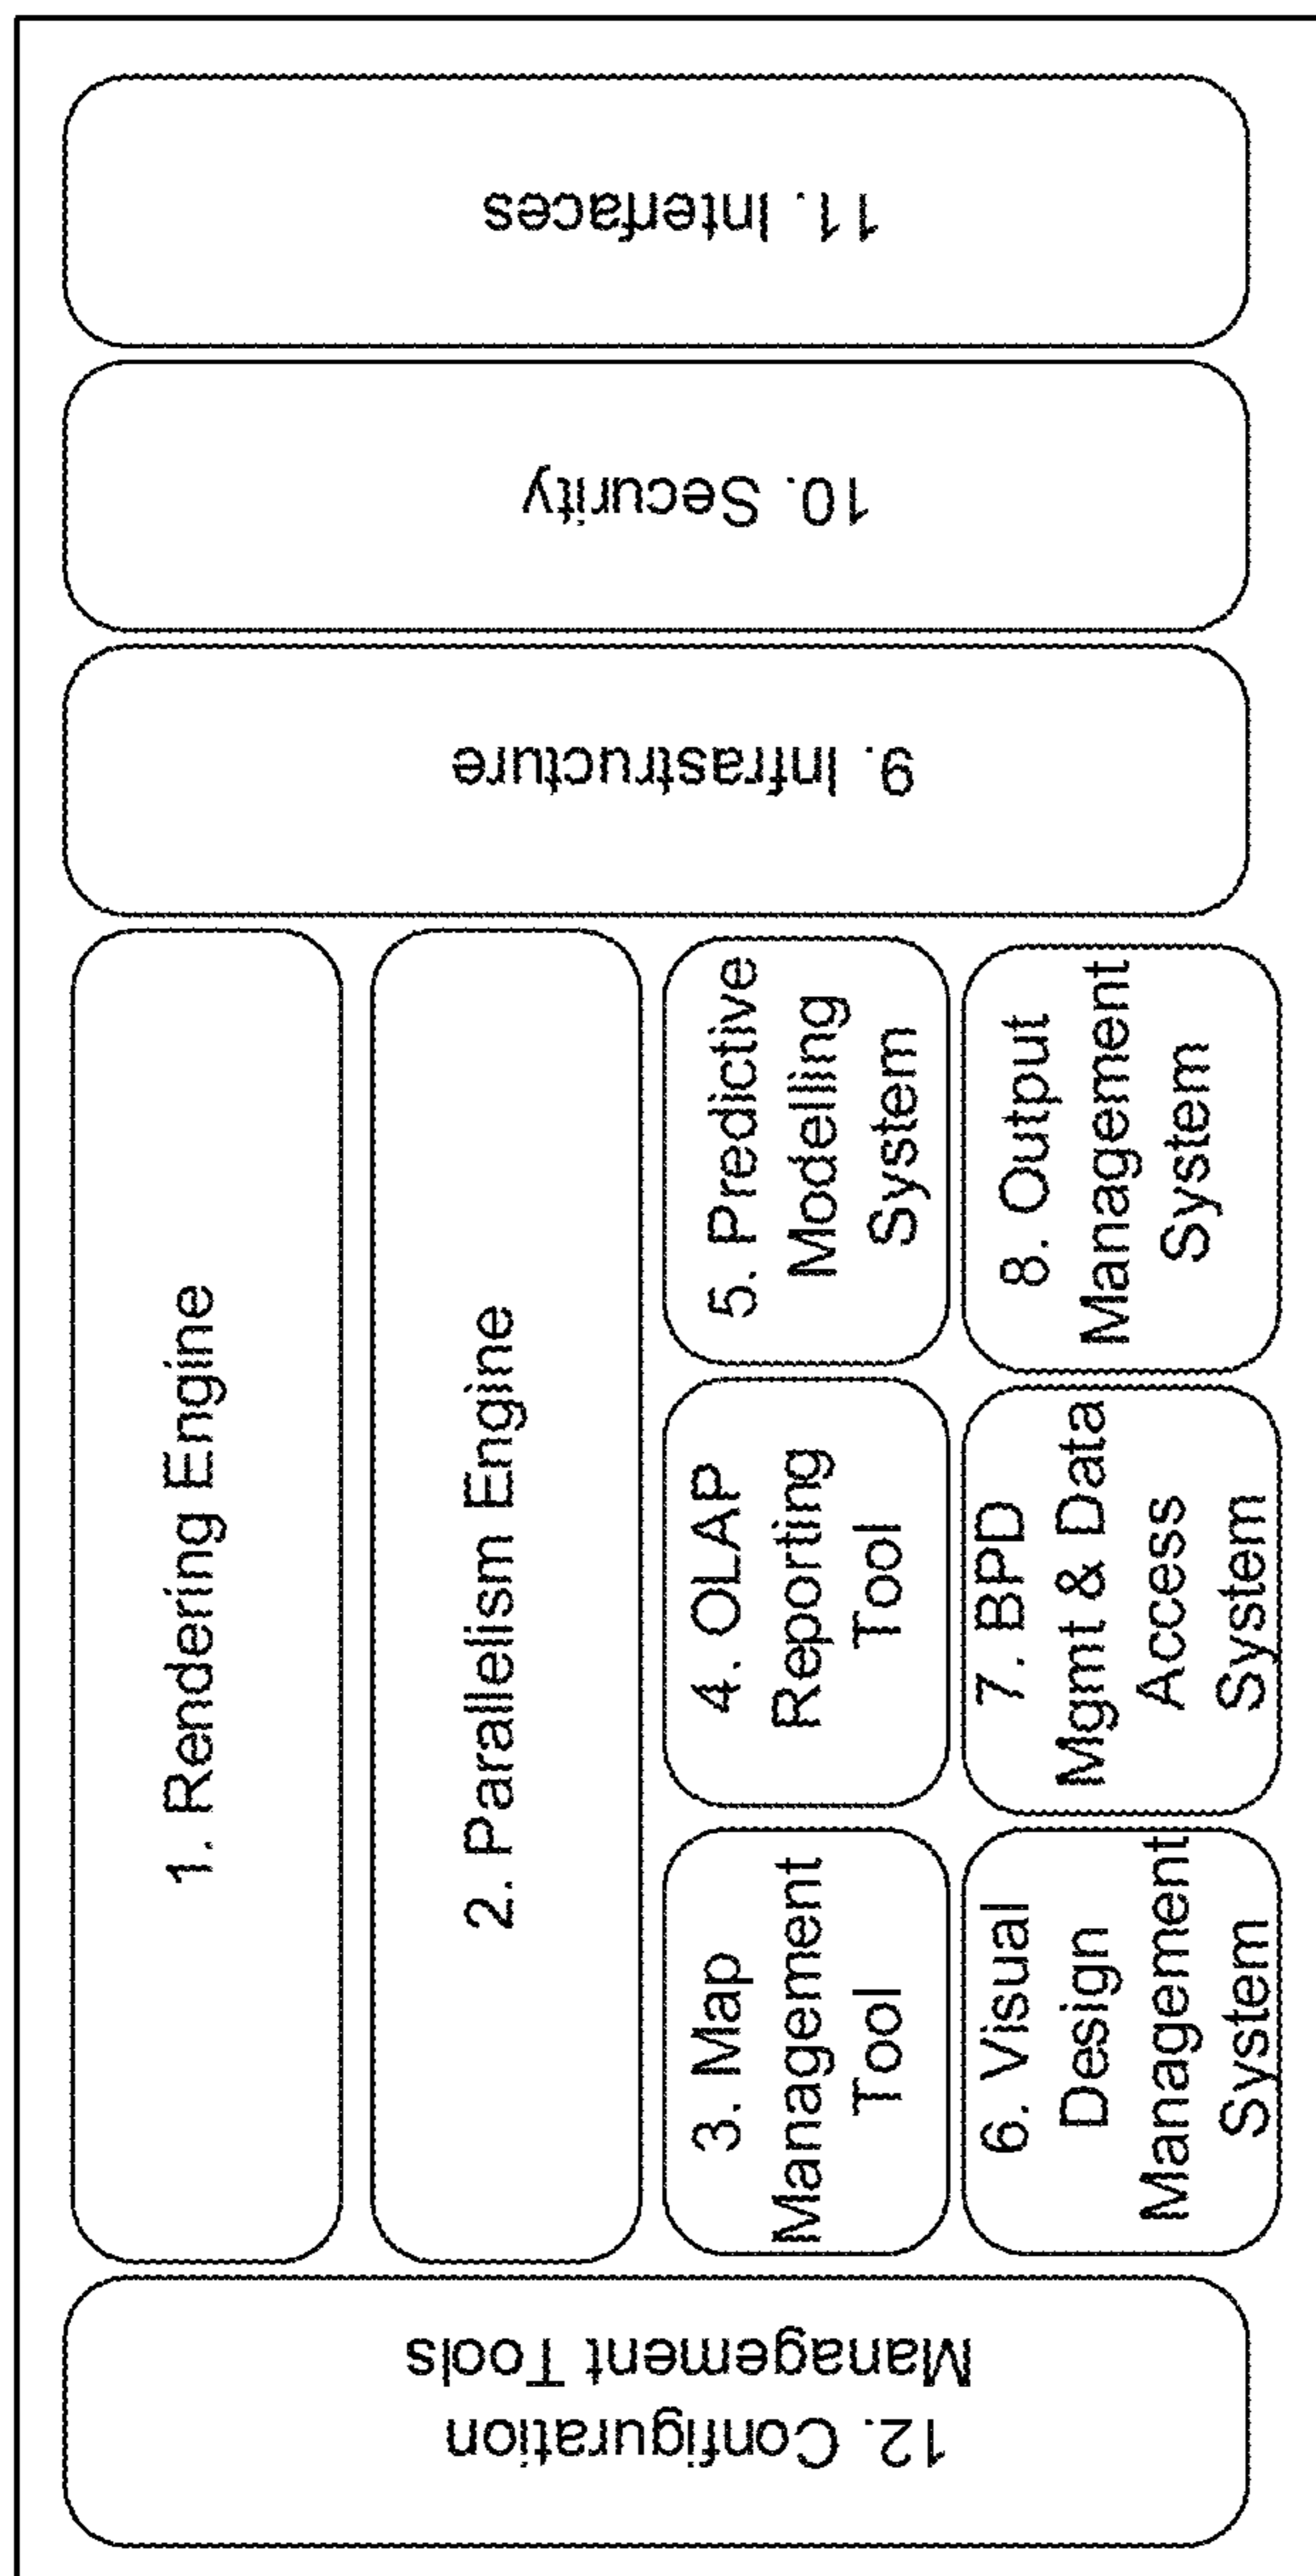 1. Rendering Engine
2. Parallelism Engine
3. Map
Management
Tool
4. OLAP
Reporting
Tool
5. Predictive
Modelling
System
6. Visual
Design
Management
System
7. BPD
Mgmt & Data
Access
System
8. Output
Management
System
9. Infrastructure
10. Security
11. Interfaces
12. Configuration
Management Tools